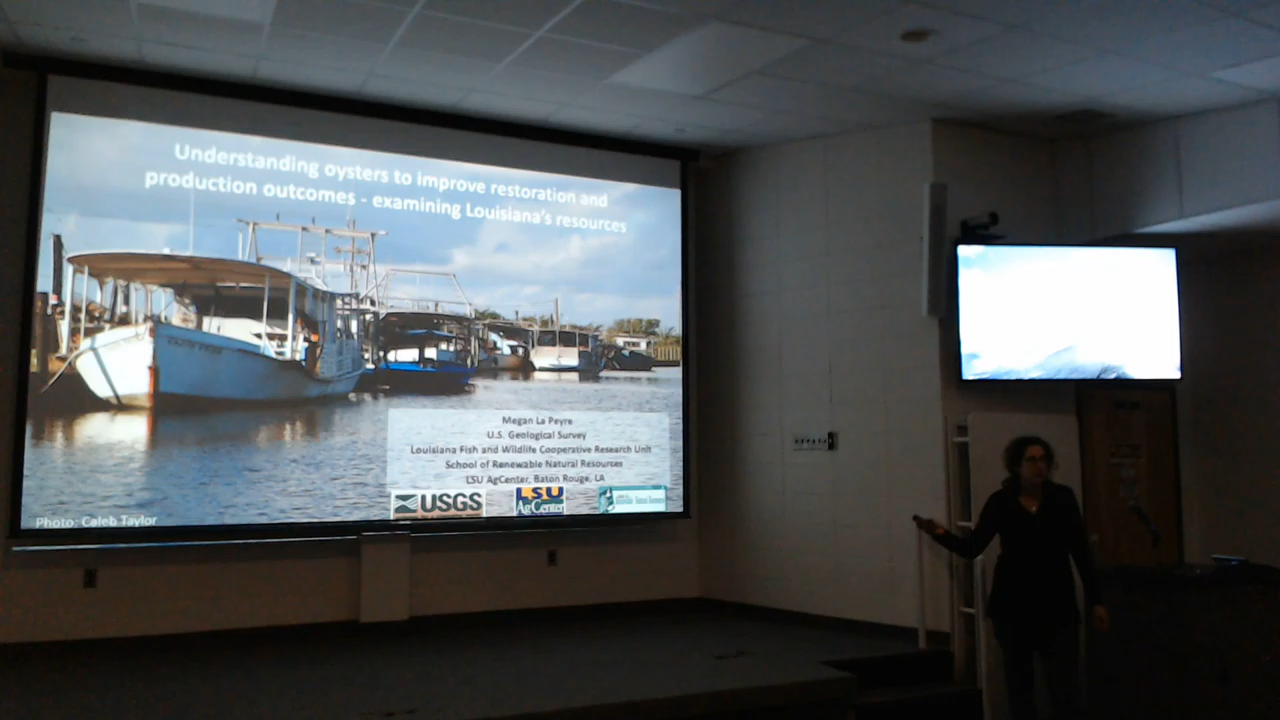 Understanding oysters to improve restoration and
production outcomes - examining Louisiana's resources
Megan La Peyre
U.S. Geological Survey
Louisiana Fish and Wildlife Cooperative Research Unit
School of Renewable Natural Resources
LSU AgCenter, Baton Rouge, LA
USGS
LSU
AgCenter
Photo: Caleb Taylor